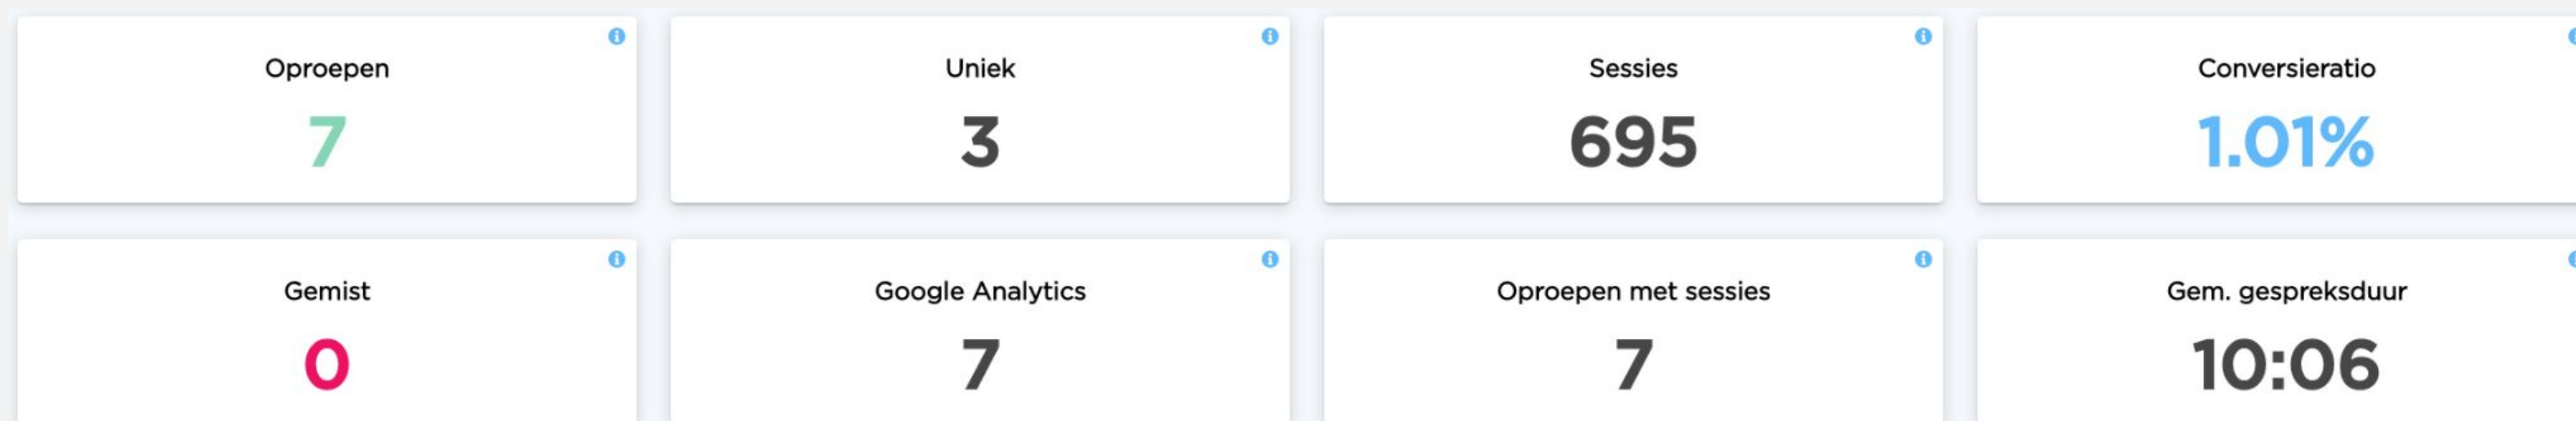 Oproepen
7
Uniek
3
Sessies
695
Conversieratio
1.01%
Gemist
0
Google Analytics
7
Oproepen met sessies
7
Gem. gespreksduur
10:06